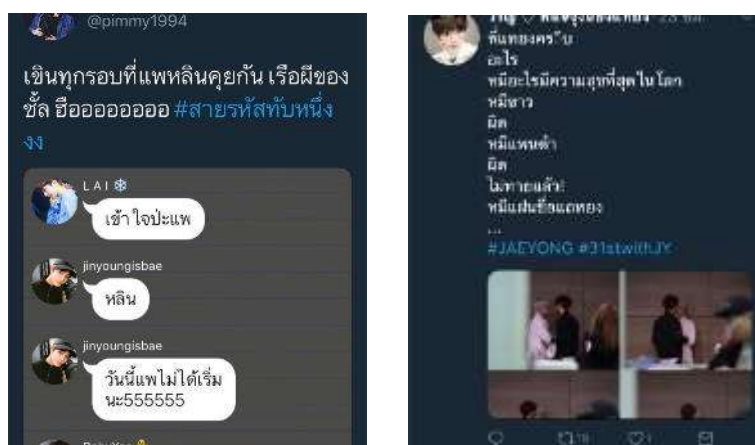 @pimmy1994
เขินทุกรอบที่แพหลินคุยกัน เรือผีของ
ชั้ล ฮืออออออออ #สายรหัสทับหนึ่ง
งง
LAI ❄
เข้าใจป่ะแพ
jinyoungisbae
หลิน
jinyoungisbae
วันนี้แพไม่ได้เริ่ม
นะ555555
พี่แทยงคร้าบ
อะไร
หมีอะไรมีความสุขที่สุดในโลก
หมีขาว
ผิด
หมีแพนด้า
ผิด
ไม่ทายแล้ว!
หมีแฟนชื่อแทยง
...
#JAEYONG #31stwithJY